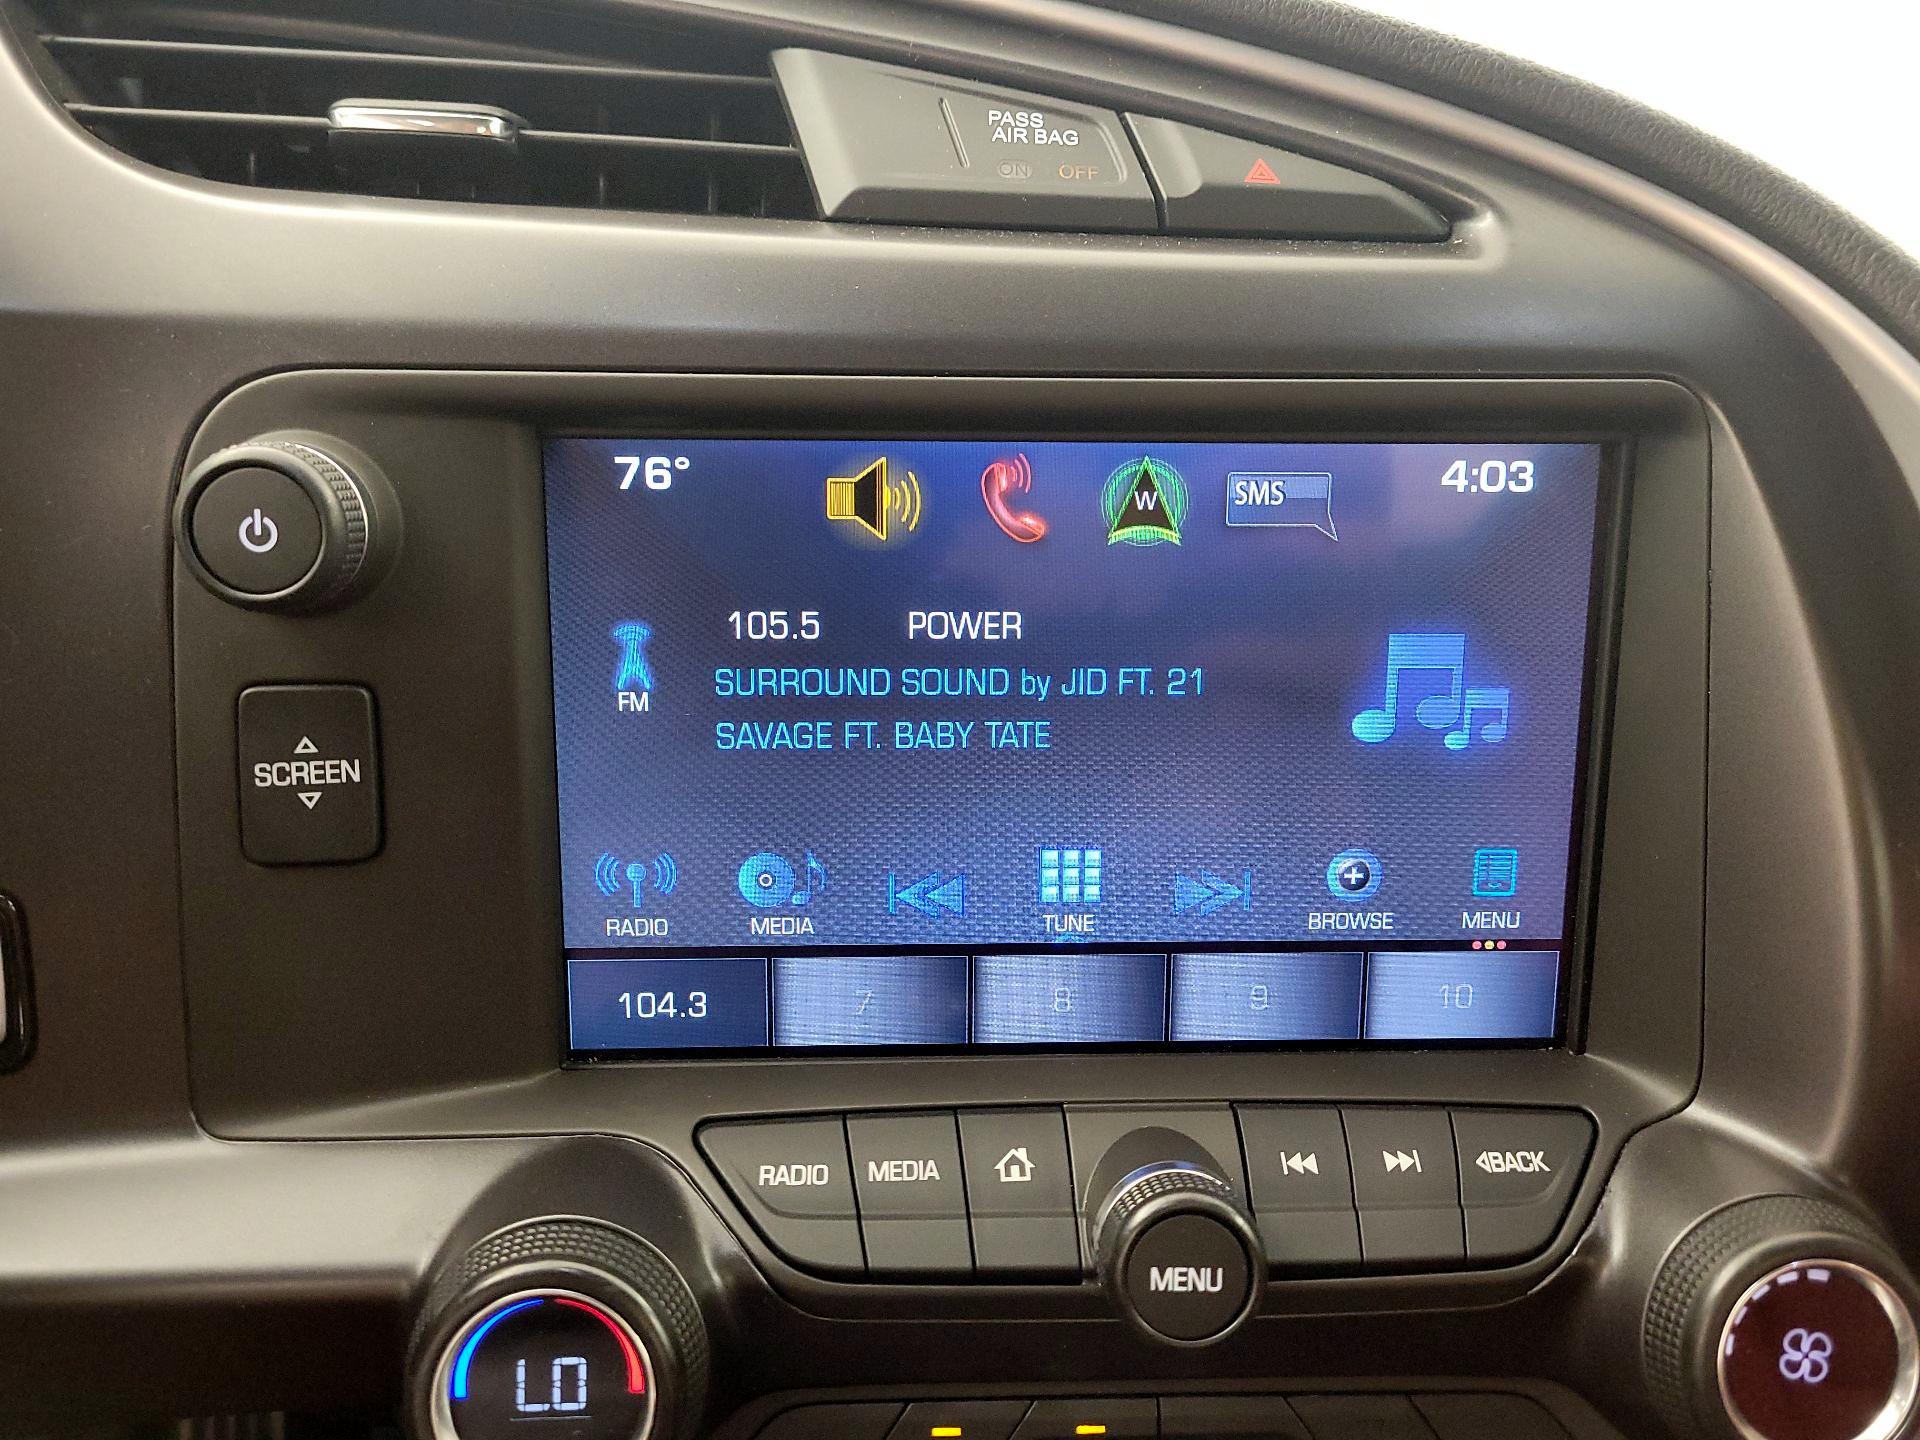 PASS
AIR BAG
ON OFF
76° SMS 4:03
W
105.5 POWER
FM
SURROUND SOUND by JID FT. 21
SAVAGE FT. BABY TATE
SCREEN
RADIO MEDIA TUNE BROWSE MENU
104.3 7 8 9 10
RADIO MEDIA BACK
MENU
LO